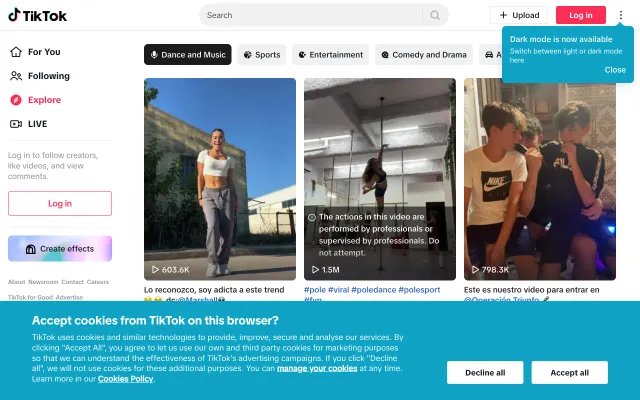 TikTok
Search
Upload
Log in
Dark mode is now available
Switch between light or dark mode
here
Close
For You
Following
Explore
LIVE
Log in to follow creators,
like videos, and view
comments.
Log in
Create effects
About Newsroom Contact Careers
TikTok for Good Advertise
Dance and Music
Sports
Entertainment
Comedy and Drama
A
603.6K
The actions in this video are
performed by professionals or
supervised by professionals. Do
not attempt.
1.5M
NIKE
798.3K
Lo reconozco, soy adicta a este trend
dc:@Marshall
#pole #viral #poledance #polesport
#fun
Este es nuestro video para entrar en
@Operación Triunfo
Accept cookies from TikTok on this browser?
TikTok uses cookies and similar technologies to provide, improve, secure and analyse our services. By
clicking "Accept All", you agree to let us use our own and third party cookies for marketing purposes
so that we can understand the effectiveness of TikTok's advertising campaigns. If you click "Decline
all", we will not use cookies for these additional purposes. You can manage your cookies at any time.
Learn more in our Cookies Policy.
Decline all
Accept all